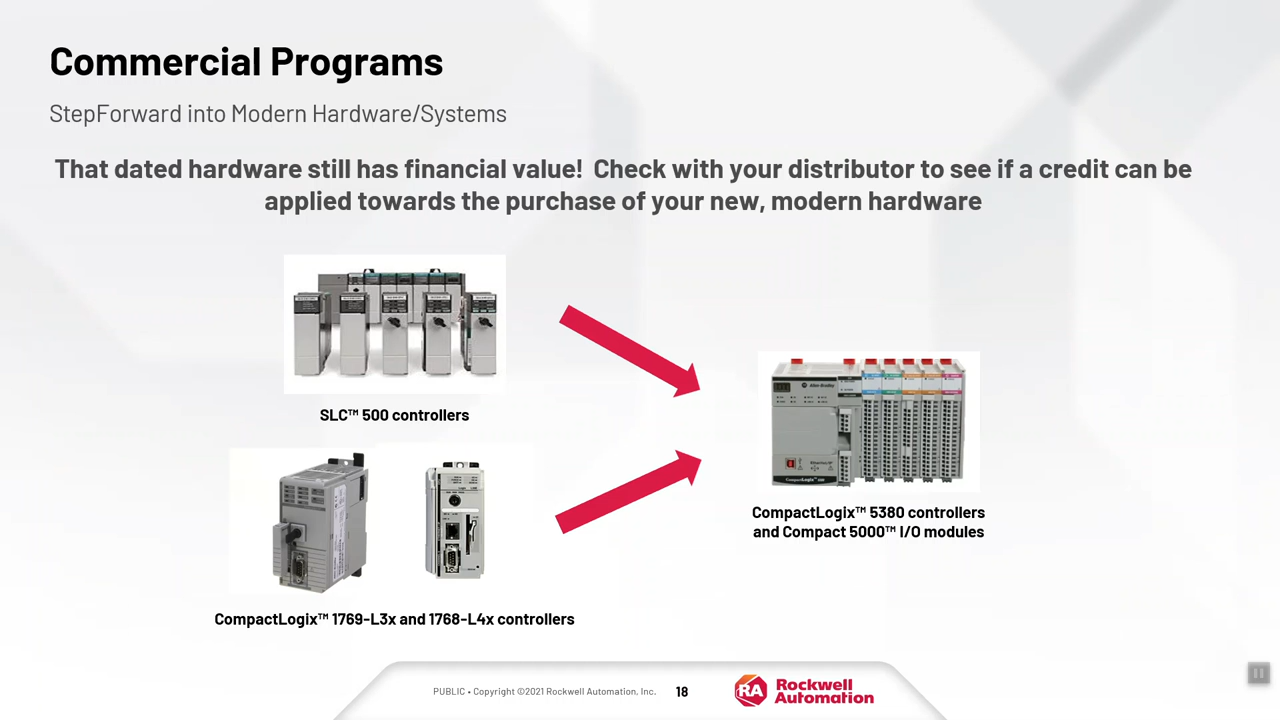 Commercial Programs
StepForward into Modern Hardware/Systems
That dated hardware still has financial value!  Check with your distributor to see if a credit can be
applied towards the purchase of your new, modern hardware
SLC™ 500 controllers
Allen-Bradley
CompactLogix™ 5380 controllers
and Compact 5000™ I/O modules
CompactLogix™ 1769-L3x and 1768-L4x controllers
PUBLIC • Copyright ©2021 Rockwell Automation, Inc.
18
RA
Rockwell
Automation